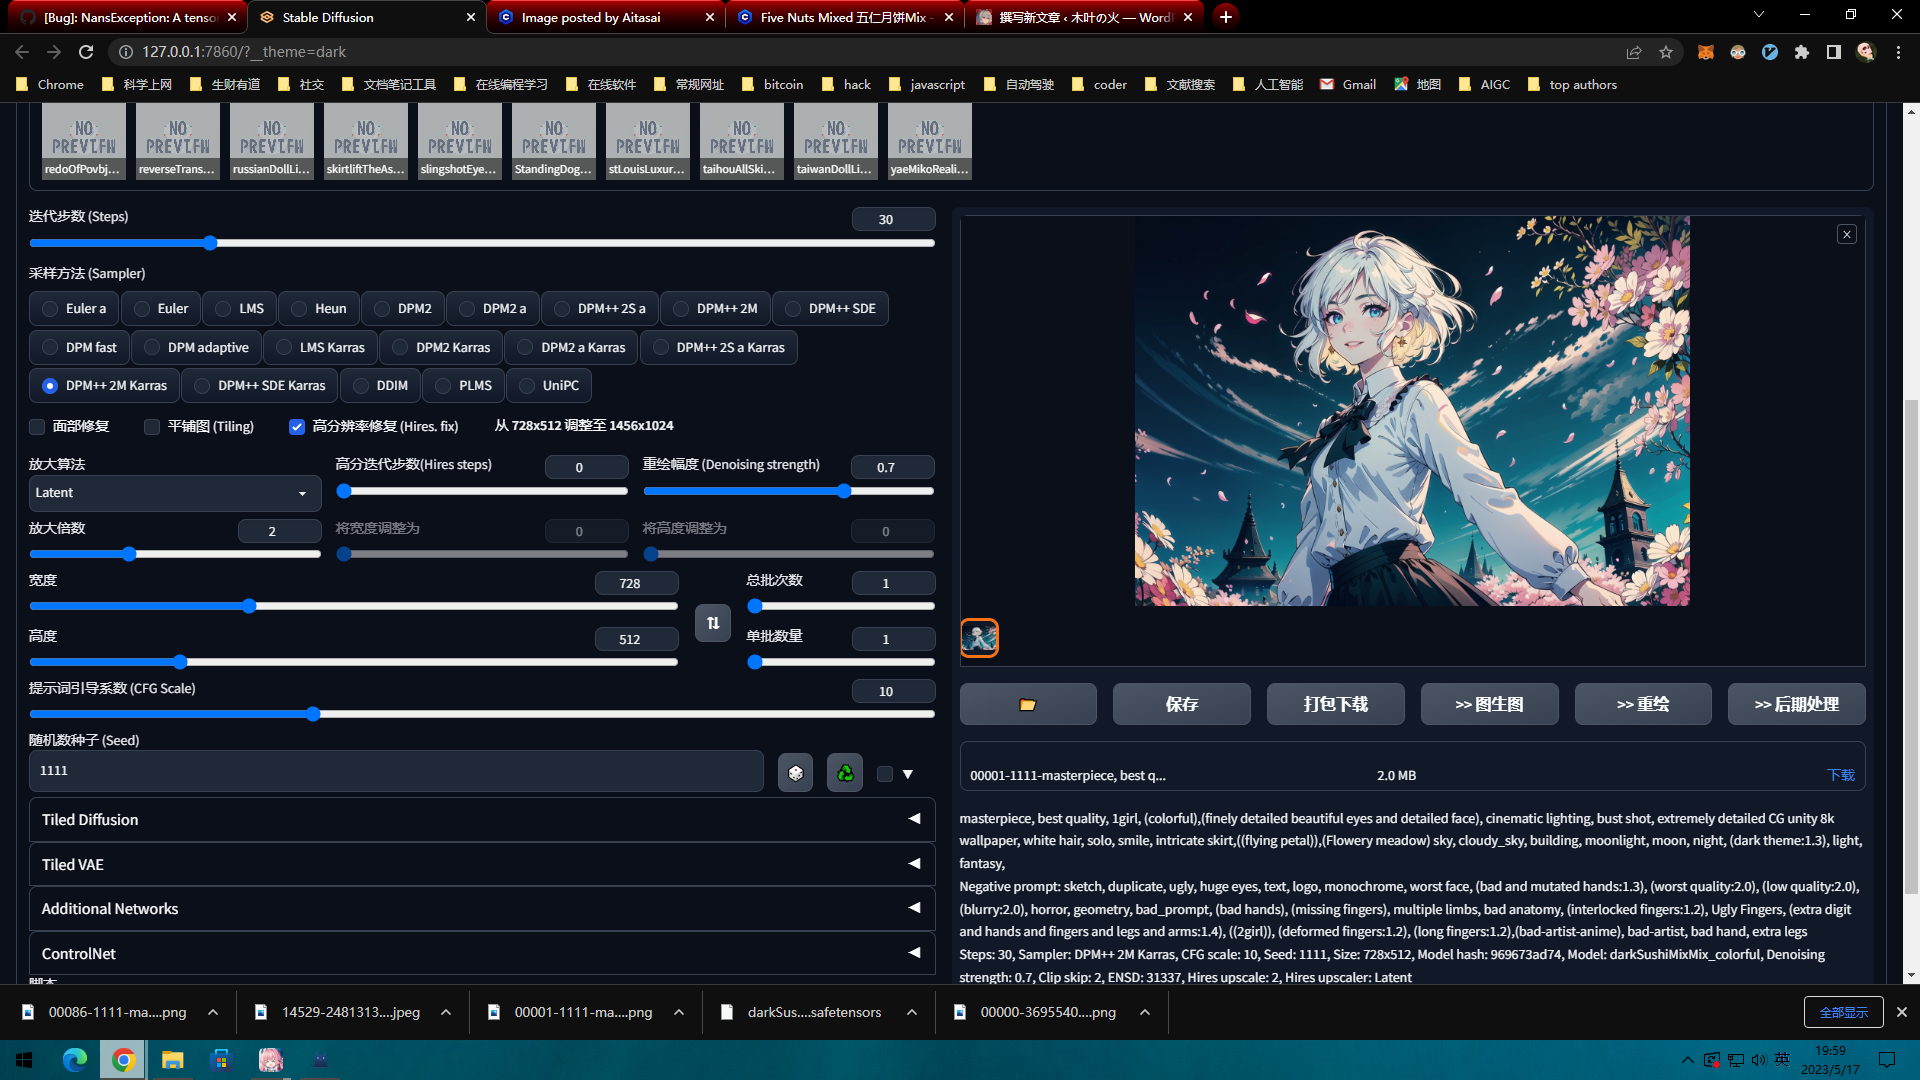 [Bug]: NansException: A tenso
Stable Diffusion
Image posted by Aitasai
Five Nuts Mixed 五仁月饼Mix -
撰写新文章 ‹ 木叶の火 — WordP
127.0.0.1:7860/?__theme=dark
Chrome
科学上网
生财有道
社交
文档笔记工具
在线编程学习
在线软件
常规网址
bitcoin
hack
javascript
自动驾驶
coder
文献搜索
人工智能
Gmail
地图
AIGC
top authors
NO PREVIEW
NO PREVIEW
NO PREVIEW
NO PREVIEW
NO PREVIEW
NO PREVIEW
NO PREVIEW
NO PREVIEW
NO PREVIEW
NO PREVIEW
redoOfPovbj...
reverseTrans...
russianDollLi...
skirtliftTheAs...
slingshotEye...
StandingDog...
stLouisLuxur...
taihouAllSki...
taiwanDollLi...
yaeMikoReali...
迭代步数 (Steps)
30
采样方法 (Sampler)
Euler a
Euler
LMS
Heun
DPM2
DPM2 a
DPM++ 2S a
DPM++ 2M
DPM++ SDE
DPM fast
DPM adaptive
LMS Karras
DPM2 Karras
DPM2 a Karras
DPM++ 2S a Karras
DPM++ 2M Karras
DPM++ SDE Karras
DDIM
PLMS
UniPC
面部修复
平铺图 (Tiling)
高分辨率修复 (Hires. fix)
从 728x512 调整至 1456x1024
放大算法
Latent
高分迭代步数(Hires steps)
0
重绘幅度 (Denoising strength)
0.7
放大倍数
2
将宽度调整为
0
将高度调整为
0
宽度
728
总批次数
1
高度
512
单批数量
1
提示词引导系数 (CFG Scale)
10
随机数种子 (Seed)
1111
Tiled Diffusion
Tiled VAE
Additional Networks
ControlNet
脚本
保存
打包下载
>> 图生图
>> 重绘
>> 后期处理
00001-1111-masterpiece, best q...
2.0 MB
下载
masterpiece, best quality, 1girl, (colorful),(finely detailed beautiful eyes and detailed face), cinematic lighting, bust shot, extremely detailed CG unity 8k
wallpaper, white hair, solo, smile, intricate skirt,((flying petal)),(Flowery meadow) sky, cloudy_sky, building, moonlight, moon, night, (dark theme:1.3), light,
fantasy,
Negative prompt: sketch, duplicate, ugly, huge eyes, text, logo, monochrome, worst face, (bad and mutated hands:1.3), (worst quality:2.0), (low quality:2.0),
(blurry:2.0), horror, geometry, bad_prompt, (bad hands), (missing fingers), multiple limbs, bad anatomy, (interlocked fingers:1.2), Ugly Fingers, (extra digit
and hands and fingers and legs and arms:1.4), ((2girl)), (deformed fingers:1.2), (long fingers:1.2),(bad-artist-anime), bad-artist, bad hand, extra legs
Steps: 30, Sampler: DPM++ 2M Karras, CFG scale: 10, Seed: 1111, Size: 728x512, Model hash: 969673ad74, Model: darkSushiMixMix_colorful, Denoising
strength: 0.7, Clip skip: 2, ENSD: 31337, Hires upscale: 2, Hires upscaler: Latent
00086-1111-ma....png
14529-2481313....jpeg
00001-1111-ma....png
darkSus....safetensors
00000-3695540....png
全部显示
英
19:59
2023/5/17